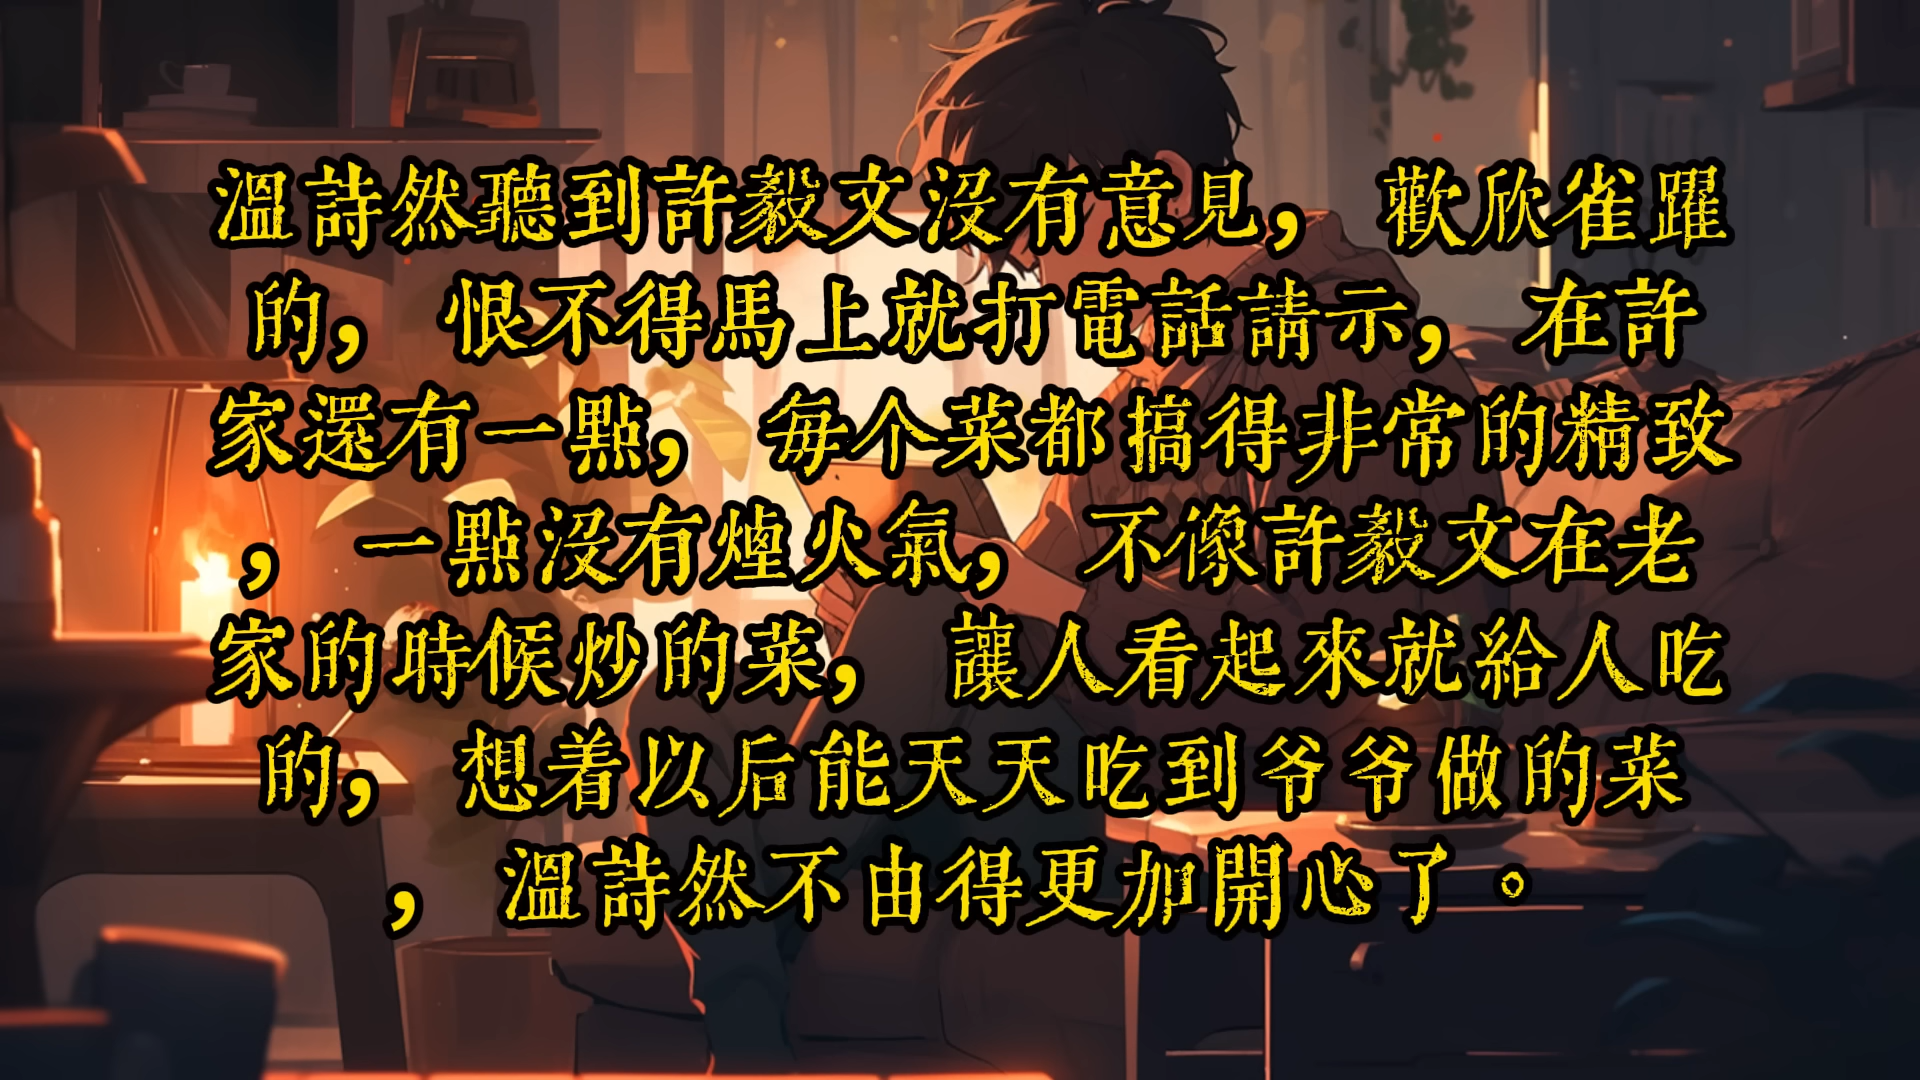 溫詩然聽到許毅文沒有意見, 歡欣雀躍
的, 恨不得馬上就打電話請示, 在許
家還有一點, 每个菜都搞得非常的精致
, 一點沒有煙火氣, 不像許毅文在老
家的時候炒的菜, 讓人看起來就給人吃
的, 想着以后能天天吃到爷爷做的菜
, 溫詩然不由得更加開心了。